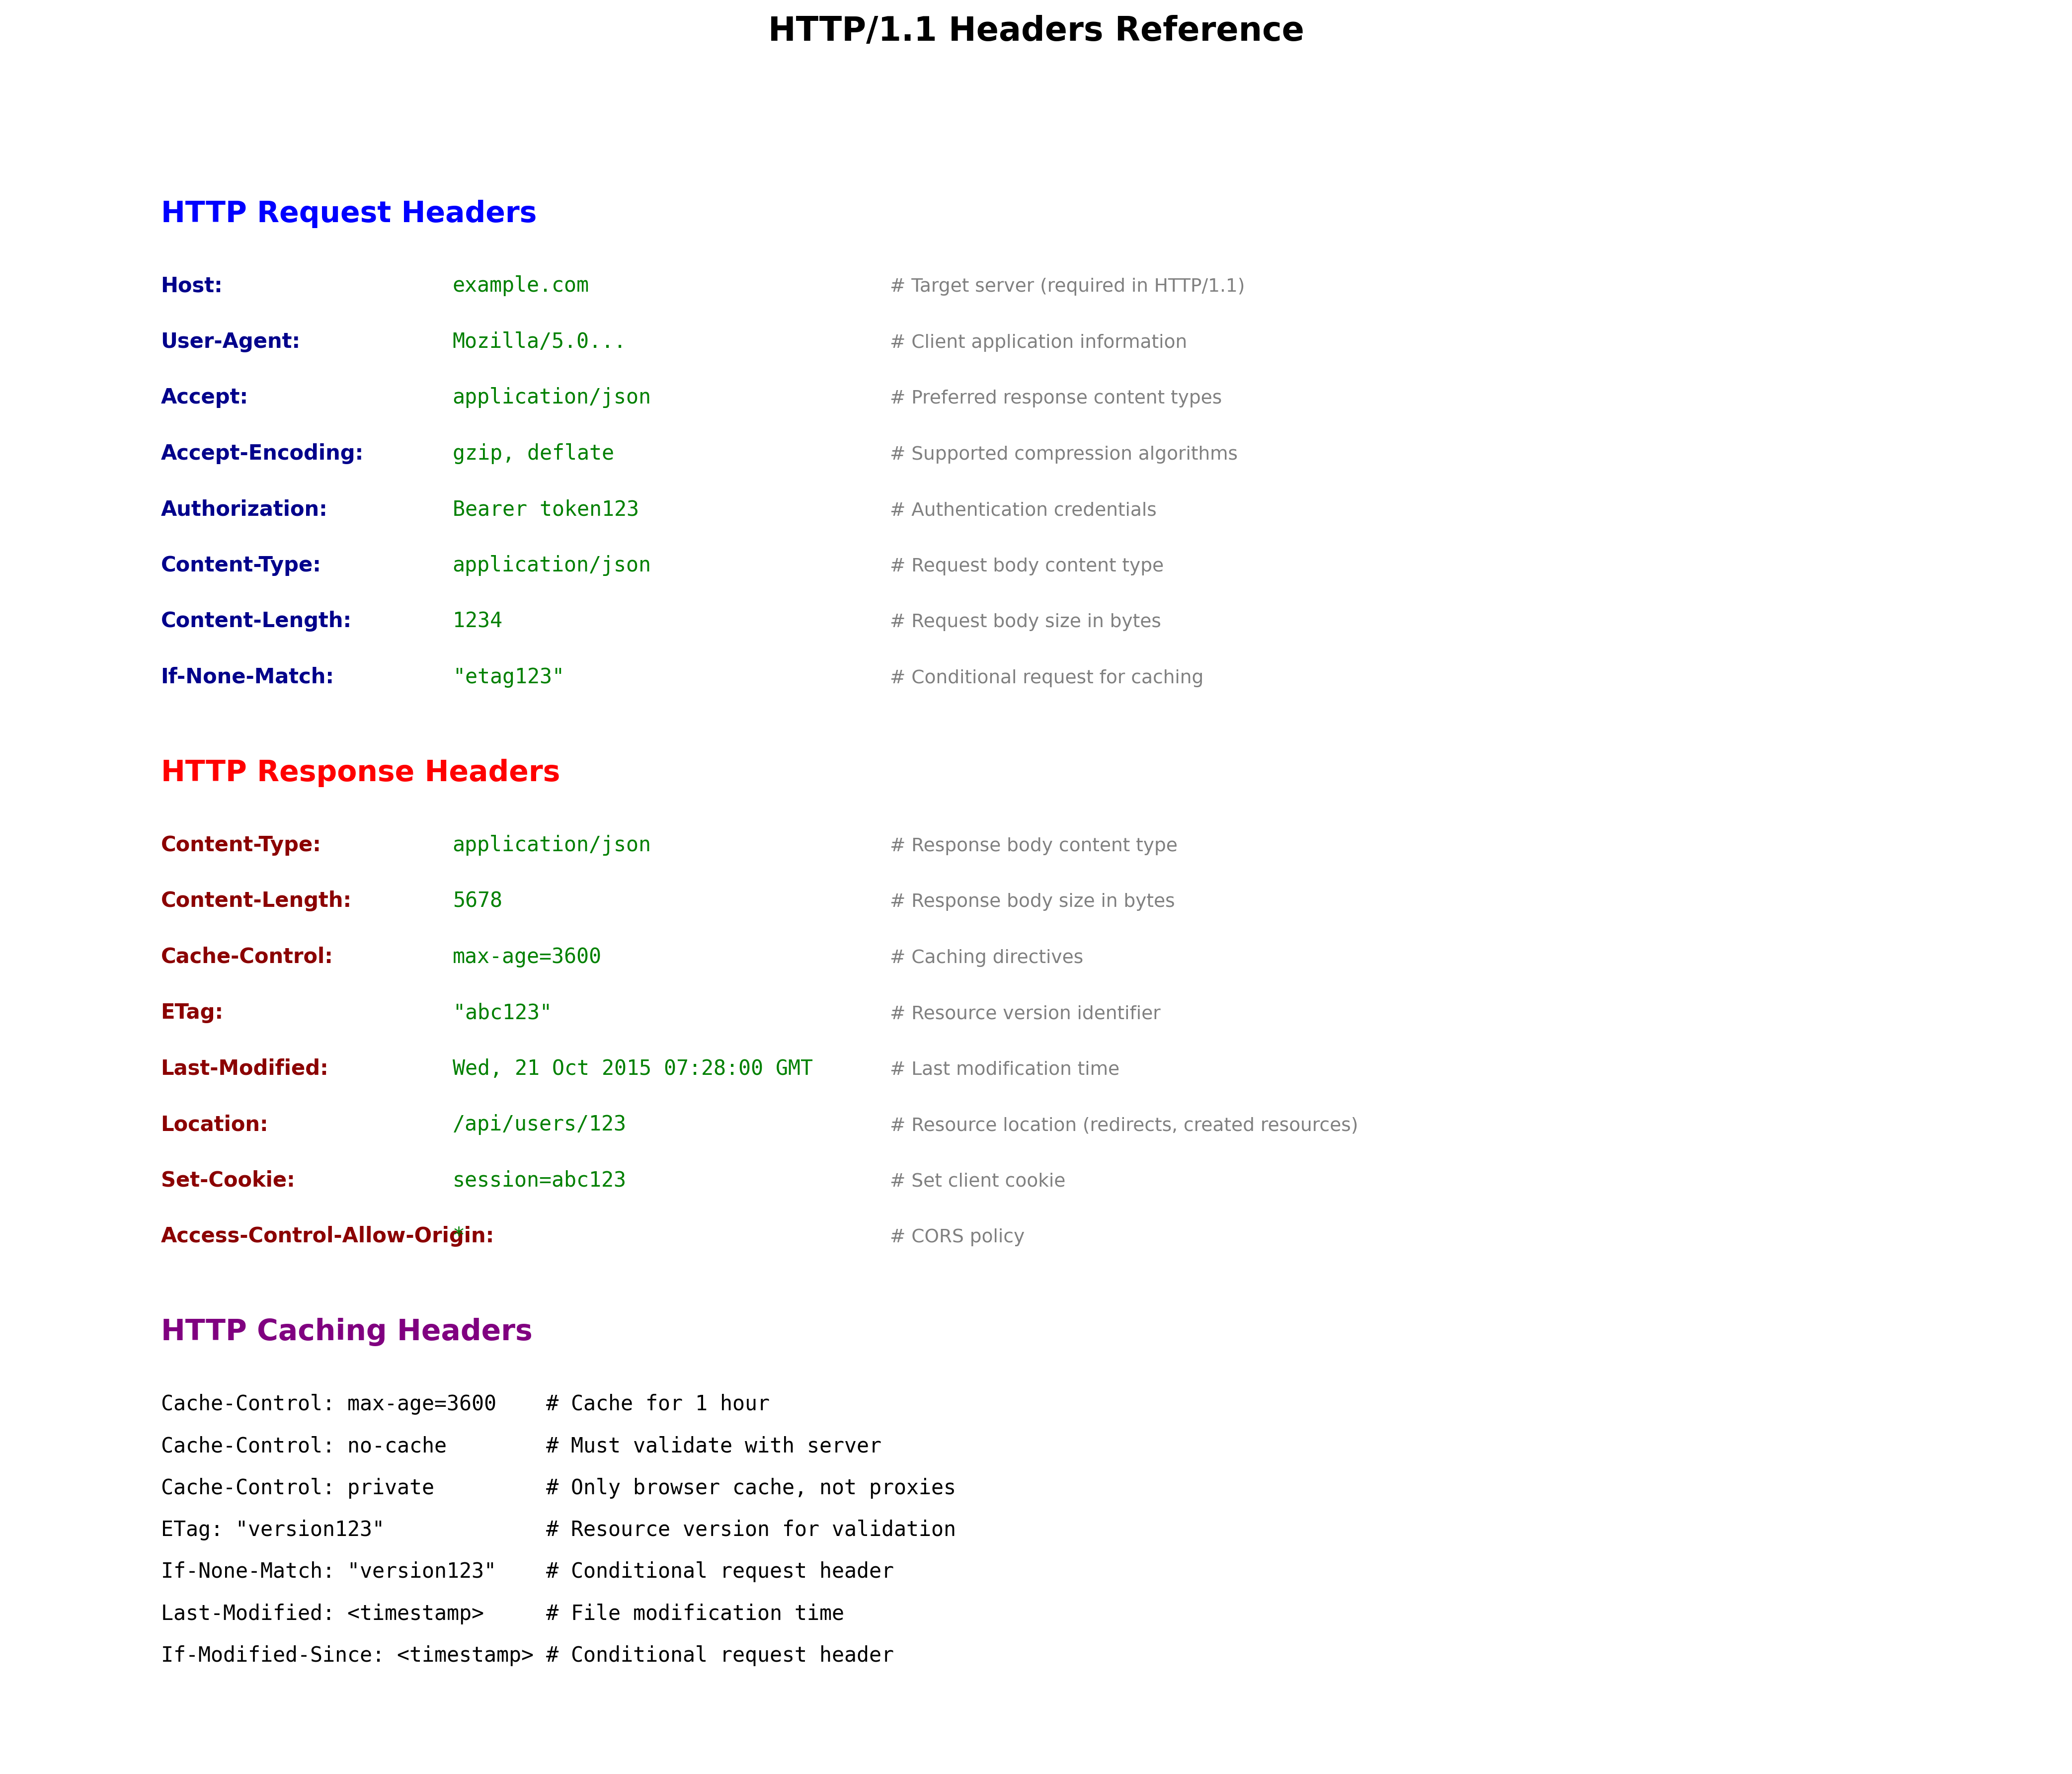 HTTP/1.1 Headers Reference
HTTP Request Headers
Host: example.com # Target server (required in HTTP/1.1)
User-Agent: Mozilla/5.0... # Client application information
Accept: application/json # Preferred response content types
Accept-Encoding: gzip, deflate # Supported compression algorithms
Authorization: Bearer token123 # Authentication credentials
Content-Type: application/json # Request body content type
Content-Length: 1234 # Request body size in bytes
If-None-Match: "etag123" # Conditional request for caching
HTTP Response Headers
Content-Type: application/json # Response body content type
Content-Length: 5678 # Response body size in bytes
Cache-Control: max-age=3600 # Caching directives
ETag: "abc123" # Resource version identifier
Last-Modified: Wed, 21 Oct 2015 07:28:00 GMT # Last modification time
Location: /api/users/123 # Resource location (redirects, created resources)
Set-Cookie: session=abc123 # Set client cookie
Access-Control-Allow-Origin: * # CORS policy
HTTP Caching Headers
Cache-Control: max-age=3600 # Cache for 1 hour
Cache-Control: no-cache # Must validate with server
Cache-Control: private # Only browser cache, not proxies
ETag: "version123" # Resource version for validation
If-None-Match: "version123" # Conditional request header
Last-Modified: <timestamp> # File modification time
If-Modified-Since: <timestamp> # Conditional request header